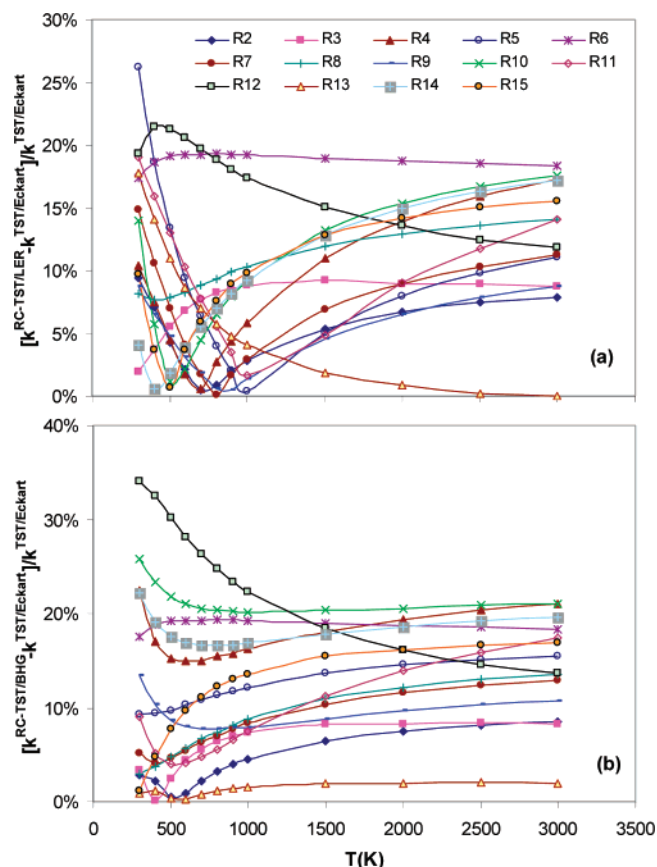 30%
25%
20%
15%
10%
5%
0%
[k^RC-TST/LER-k^TST/Eckart]/k^TST/Eckart
R2 R3 R4 R5 R6
R7 R8 R9 R10 R11
R12 R13 R14 R15
(a)
40%
30%
20%
10%
0%
[k^RC-TST/BHG-k^TST/Eckart]/k^TST/Eckart
(b)
0 500 1000 1500 2000 2500 3000 3500
T(K)